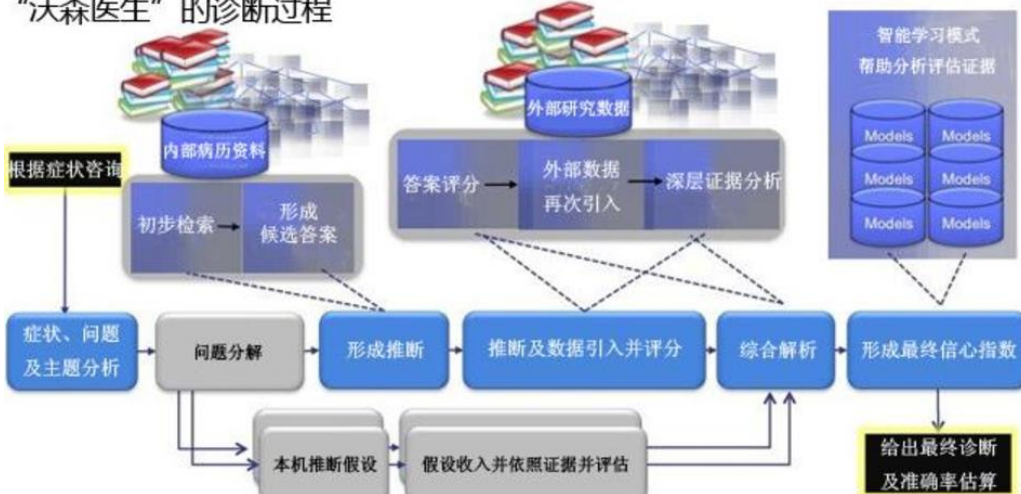 “沃森医生”的诊断过程
智能学习模式
帮助分析评估证据
外部研究数据
内部病历资料
Models Models
Models Models
Models Models
根据症状咨询
答案评分
外部数据
再次引入
深层证据分析
初步检索
形成
候选答案
症状、问题
及主题分析
问题分解
形成推断
推断及数据引入并评分
综合解析
形成最终信心指数
本机推断假设
假设收入并依照证据并评估
给出最终诊断
及准确率估算